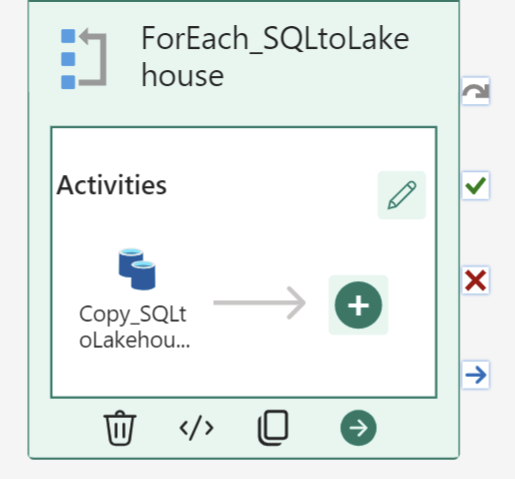 ForEach_SQLtoLake
house
Activities
Copy_SQLt
oLakehou...